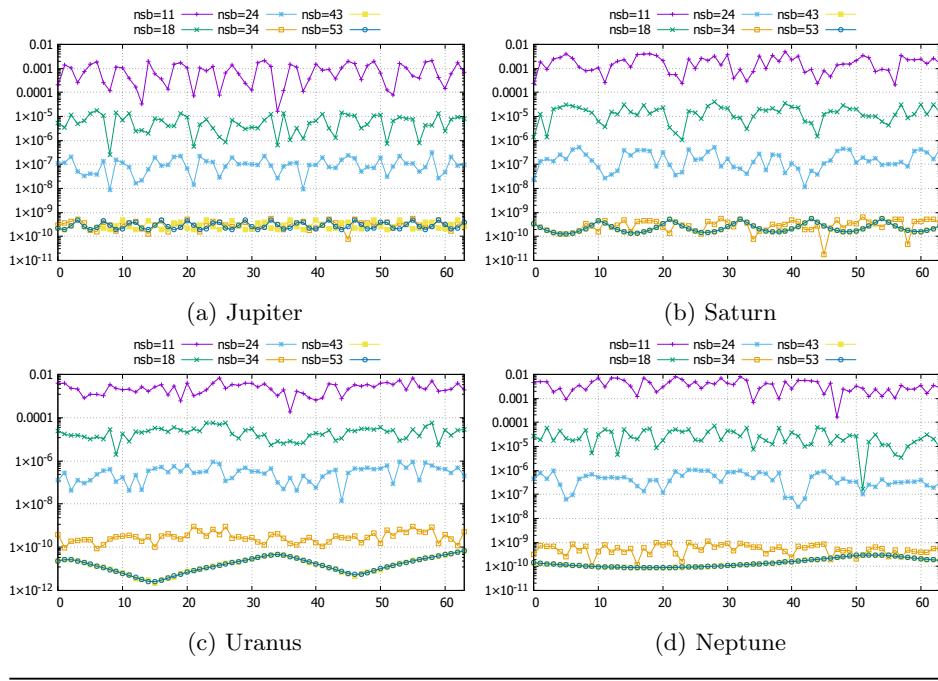 nsb=11 nsb=24 nsb=43
nsb=18 nsb=34 nsb=53
0.01
0.001
0.0001
1×10-5
1×10-6
1×10-7
1×10-8
1×10-9
1×10-10
1×10-11
0 10 20 30 40 50 60
(a) Jupiter
nsb=11 nsb=24 nsb=43
nsb=18 nsb=34 nsb=53
0.01
0.001
0.0001
1×10-5
1×10-6
1×10-7
1×10-8
1×10-9
1×10-10
1×10-11
0 10 20 30 40 50 60
(b) Saturn
nsb=11 nsb=24 nsb=43
nsb=18 nsb=34 nsb=53
0.01
0.0001
1×10-6
1×10-8
1×10-10
1×10-12
0 10 20 30 40 50 60
(c) Uranus
nsb=11 nsb=24 nsb=43
nsb=18 nsb=34 nsb=53
0.01
0.001
0.0001
1×10-5
1×10-6
1×10-7
1×10-8
1×10-9
1×10-10
1×10-11
0 10 20 30 40 50 60
(d) Neptune